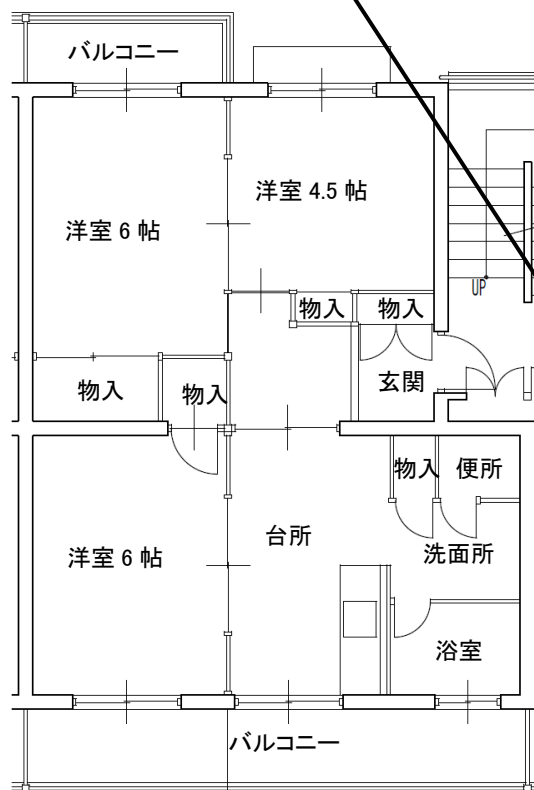 バルコニー
洋室 4.5 帖
洋室 6 帖
UP
物入
物入
玄関
物入
物入
物入
便所
台所
洗面所
洋室 6 帖
浴室
バルコニー